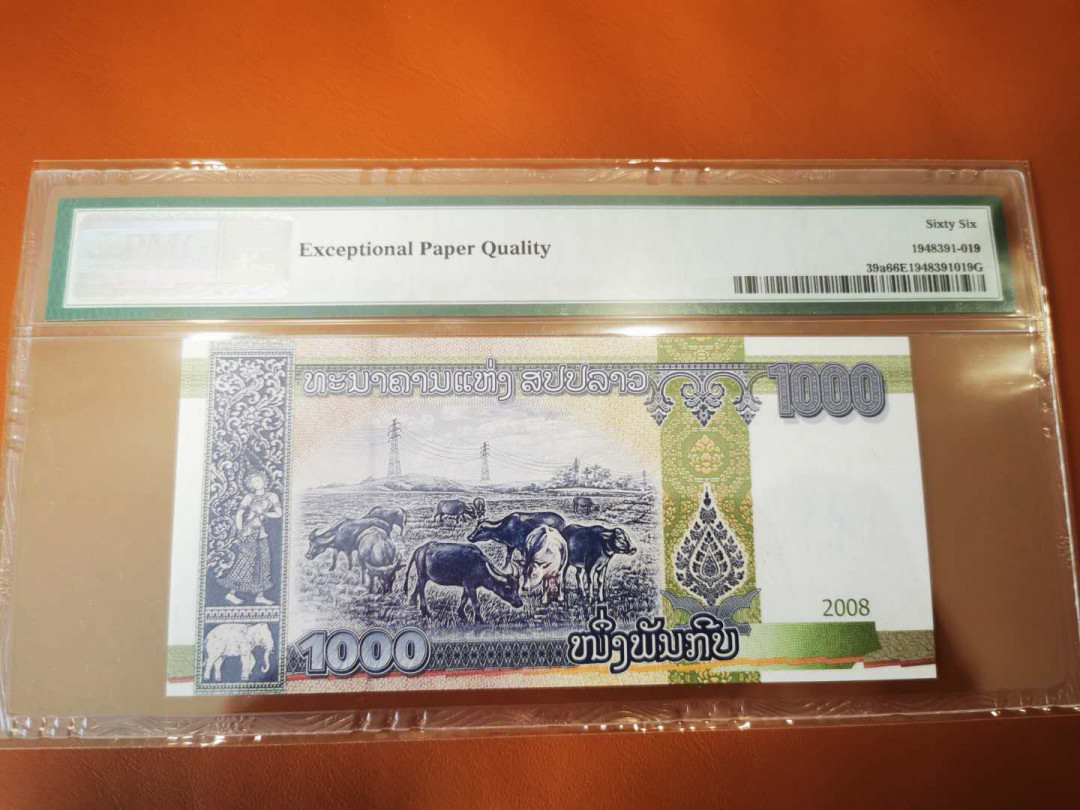 PMG
Exceptional Paper Quality
Sixty Six
1948391-019
39a66E1948391019G
ທະນາຄານແຫ່ງ ສປປລາວ
1000
2008
1000
ໜຶ່ງພັນກີບ